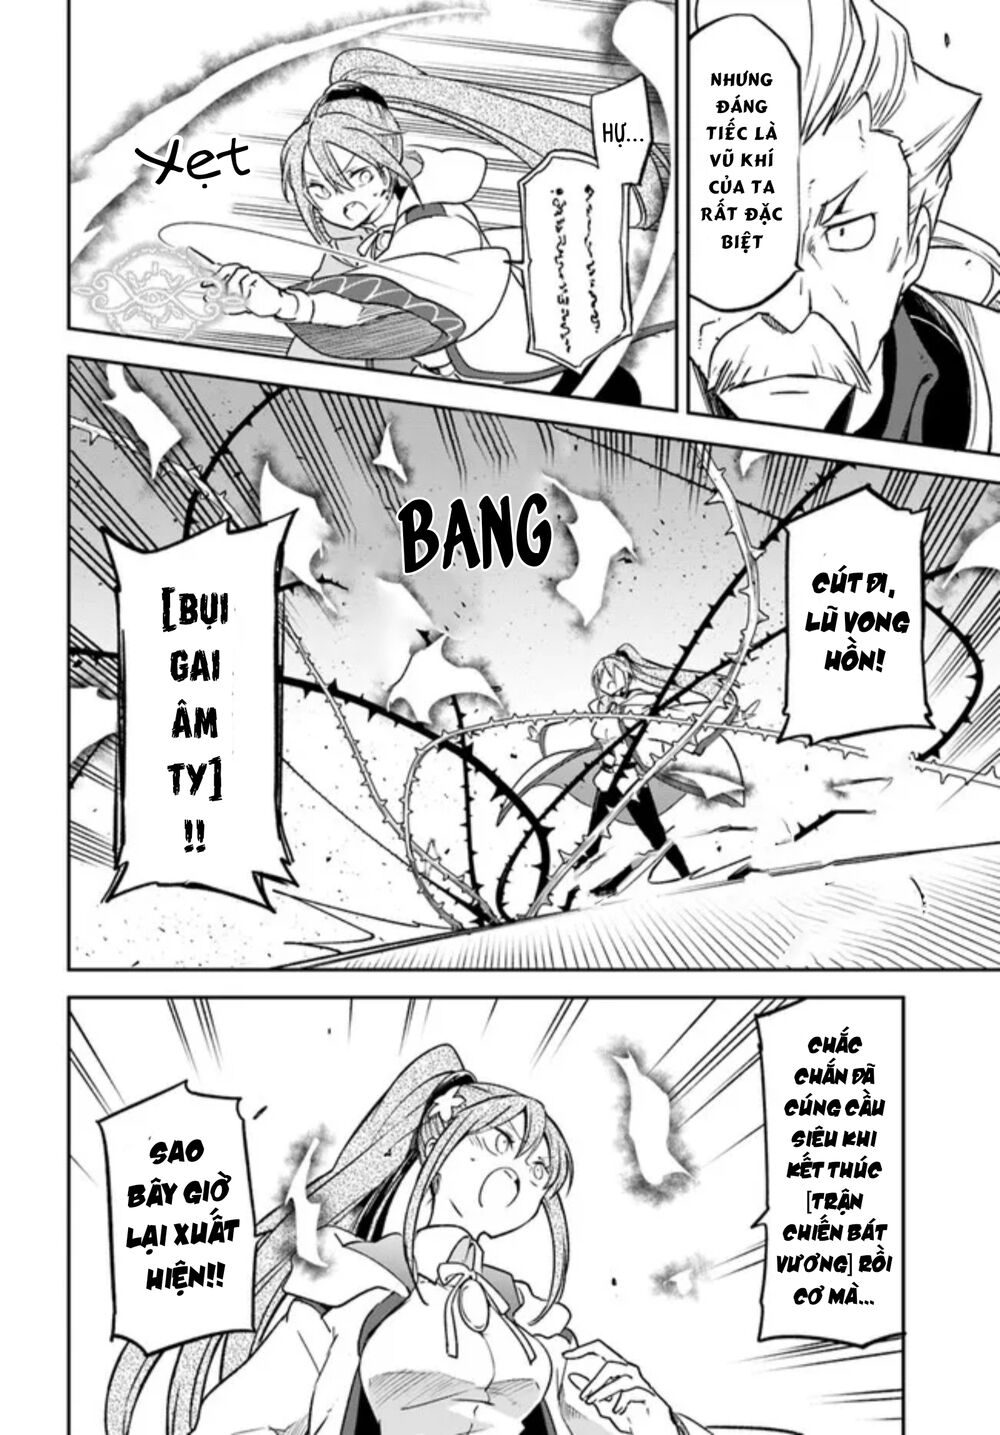 NHƯNG
ĐÁNG
TIẾC LÀ
VŨ KHÍ
CỦA TA
RẤT ĐẶC
BIỆT
HỰ...
XẸT
CÚT ĐI,
LŨ VONG
HỒN!
BANG
[BỤI
GAI
ÂM
TY]
!!
CHẮC
CHẮN ĐÃ
CÚNG CẦU
SIÊU KHI
KẾT THÚC
[TRẬN
CHIẾN BÁT
VƯƠNG] RỒI
CƠ MÀ...
SAO
BÂY GIỜ
LẠI XUẤT
HIỆN!!